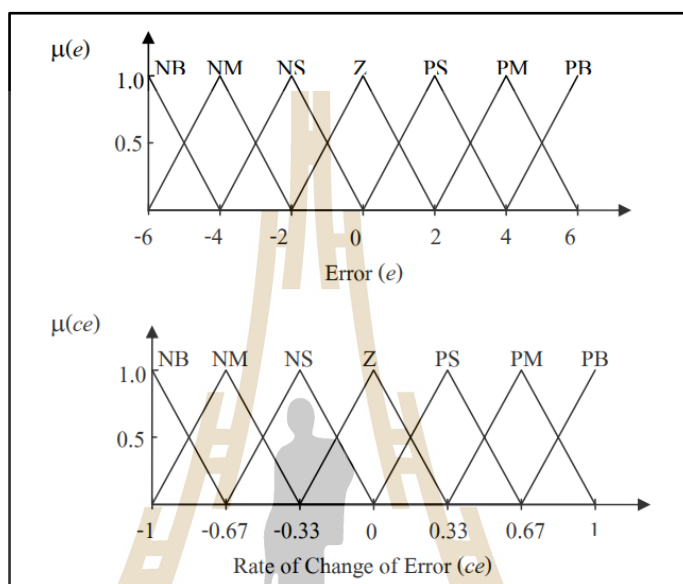 μ(e)
NB NM NS Z PS PM PB
1.0
0.5
-6 -4 -2 0 2 4 6
Error (e)
μ(ce)
NB NM NS Z PS PM PB
1.0
0.5
-1 -0.67 -0.33 0 0.33 0.67 1
Rate of Change of Error (ce)